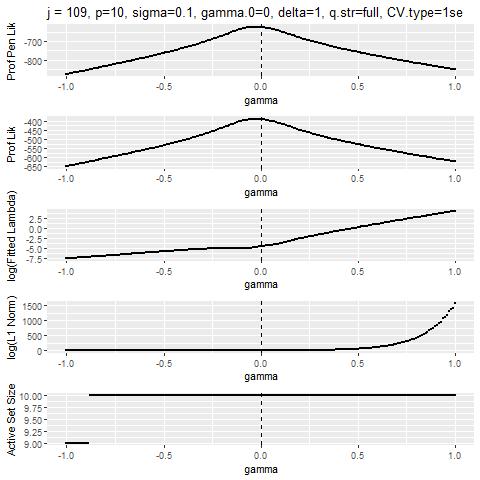 j = 109, p=10, sigma=0.1, gamma.0=0, delta=1, q.str=full, CV.type=1se
Prof Pen Lik
-700
-800
-1.0 -0.5 0.0 0.5 1.0
gamma
Prof Lik
-400
-450
-500
-550
-600
-650
-1.0 -0.5 0.0 0.5 1.0
gamma
log(Fitted Lambda)
2.5
0.0
-2.5
-5.0
-7.5
-1.0 -0.5 0.0 0.5 1.0
gamma
log(L1 Norm)
1500
1000
500
0
-1.0 -0.5 0.0 0.5 1.0
gamma
Active Set Size
10.00
9.75
9.50
9.25
9.00
-1.0 -0.5 0.0 0.5 1.0
gamma